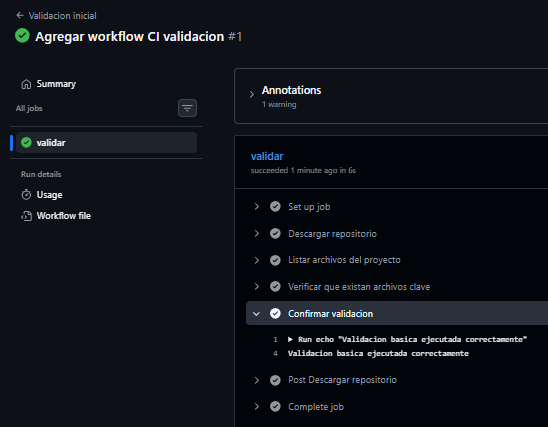 ← Validacion inicial
Agregar workflow CI validacion #1
Summary
All jobs
validar
Run details
Usage
Workflow file
Annotations
1 warning
validar
succeeded 1 minute ago in 6s
Set up job
Descargar repositorio
Listar archivos del proyecto
Verificar que existan archivos clave
Confirmar validacion
1 ▶ Run echo "Validacion basica ejecutada correctamente"
4 Validacion basica ejecutada correctamente
Post Descargar repositorio
Complete job